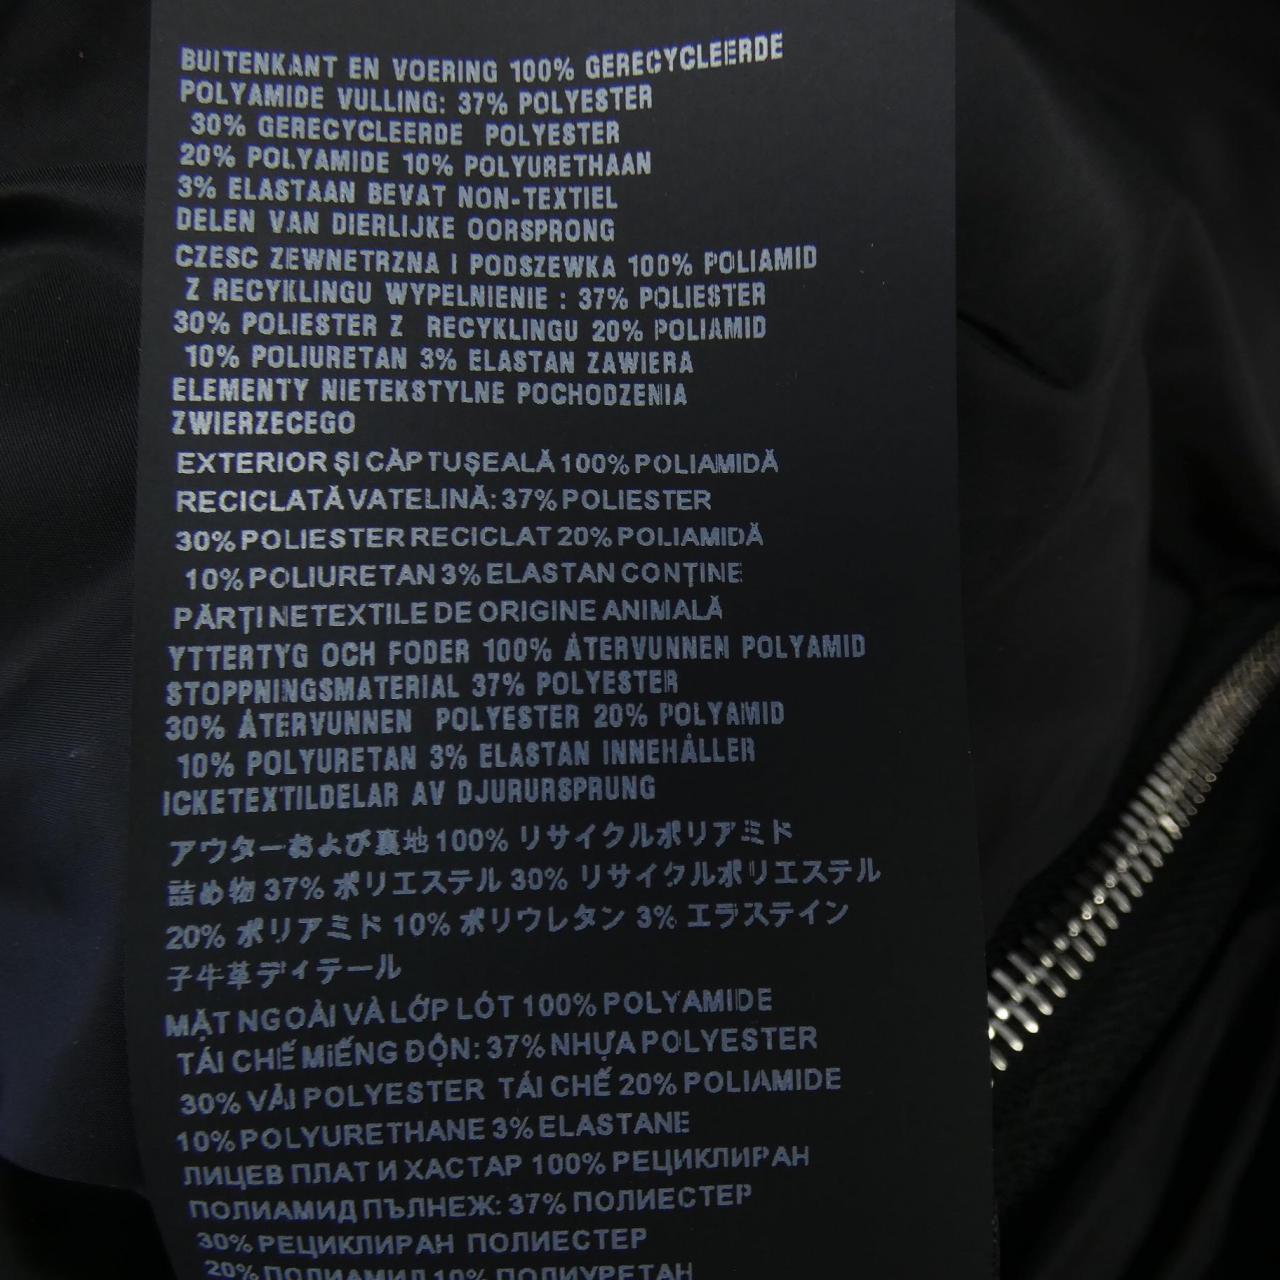 BUITENKANT EN VOERING 100% GERECYCLEERDE
POLYAMIDE VULLING: 37% POLYESTER
30% GERECYCLEERDE POLYESTER
20% POLYAMIDE 10% POLYURETHAAN
3% ELASTAAN BEVAT NON-TEXTIEL
DELEN VAN DIERLIJKE OORSPRONG
CZESC ZEWNETRZNA I PODSZEWKA 100% POLIAMID
Z RECYKLINGU WYPELNIENIE : 37% POLIESTER
30% POLIESTER Z RECYKLINGU 20% POLIAMID
10% POLIURETAN 3% ELASTAN ZAWIERA
ELEMENTY NIETEKSTYLNE POCHODZENIA
ZWIERZECEGO
EXTERIOR ȘI CĂPTUȘEALĂ 100% POLIAMIDĂ
RECICLATĂ VATELINĂ: 37% POLIESTER
30% POLIESTER RECICLAT 20% POLIAMIDĂ
10% POLIURETAN 3% ELASTAN CONȚINE
PĂRȚI NETEXTILE DE ORIGINE ANIMALĂ
YTTERTYG OCH FODER 100% ÅTERVUNNEN POLYAMID
STOPPNINGSMATERIAL 37% POLYESTER
30% ÅTERVUNNEN POLYESTER 20% POLYAMID
10% POLYURETAN 3% ELASTAN INNEHÅLLER
ICKETEXTILDELAR AV DJURURSPRUNG
アウターおよび裏地 100% リサイクルポリアミド
詰め物 37% ポリエステル 30% リサイクルポリエステル
20% ポリアミド 10% ポリウレタン 3% エラステイン
子牛革ディテール
MẶT NGOÀI VÀ LỚP LÓT 100% POLYAMIDE
TÁI CHẾ MIẾNG ĐỘN: 37% NHỰA POLYESTER
30% VẢI POLYESTER TÁI CHẾ 20% POLIAMIDE
10% POLYURETHANE 3% ELASTANE
ЛИЦЕВ ПЛАТ И ХАСТАР 100% РЕЦИКЛИРАН
ПОЛИАМИД ПЪЛНЕЖ: 37% ПОЛИЕСТЕР
30% РЕЦИКЛИРАН ПОЛИЕСТЕР
20% ПОЛИАМИД 10% ПОЛИУРЕТАН